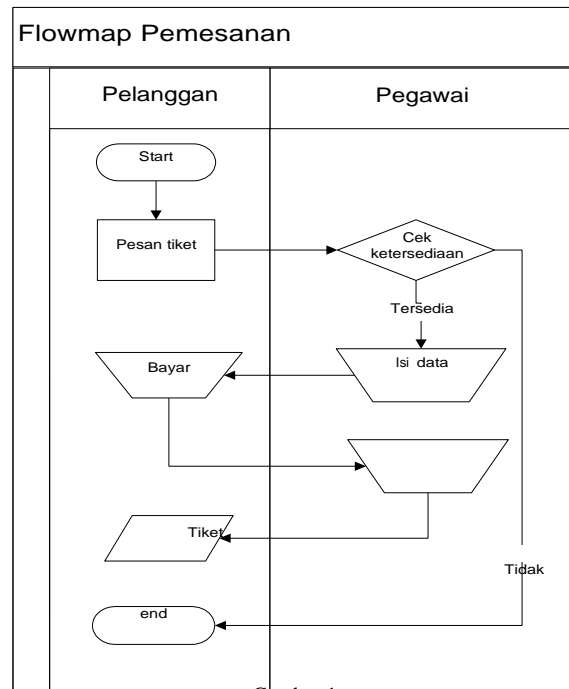 Flowmap Pemesanan
Pelanggan
Pegawai
Start
Pesan tiket
Cek
ketersediaan
Tersedia
Isi data
Bayar
Tiket
Tidak
end